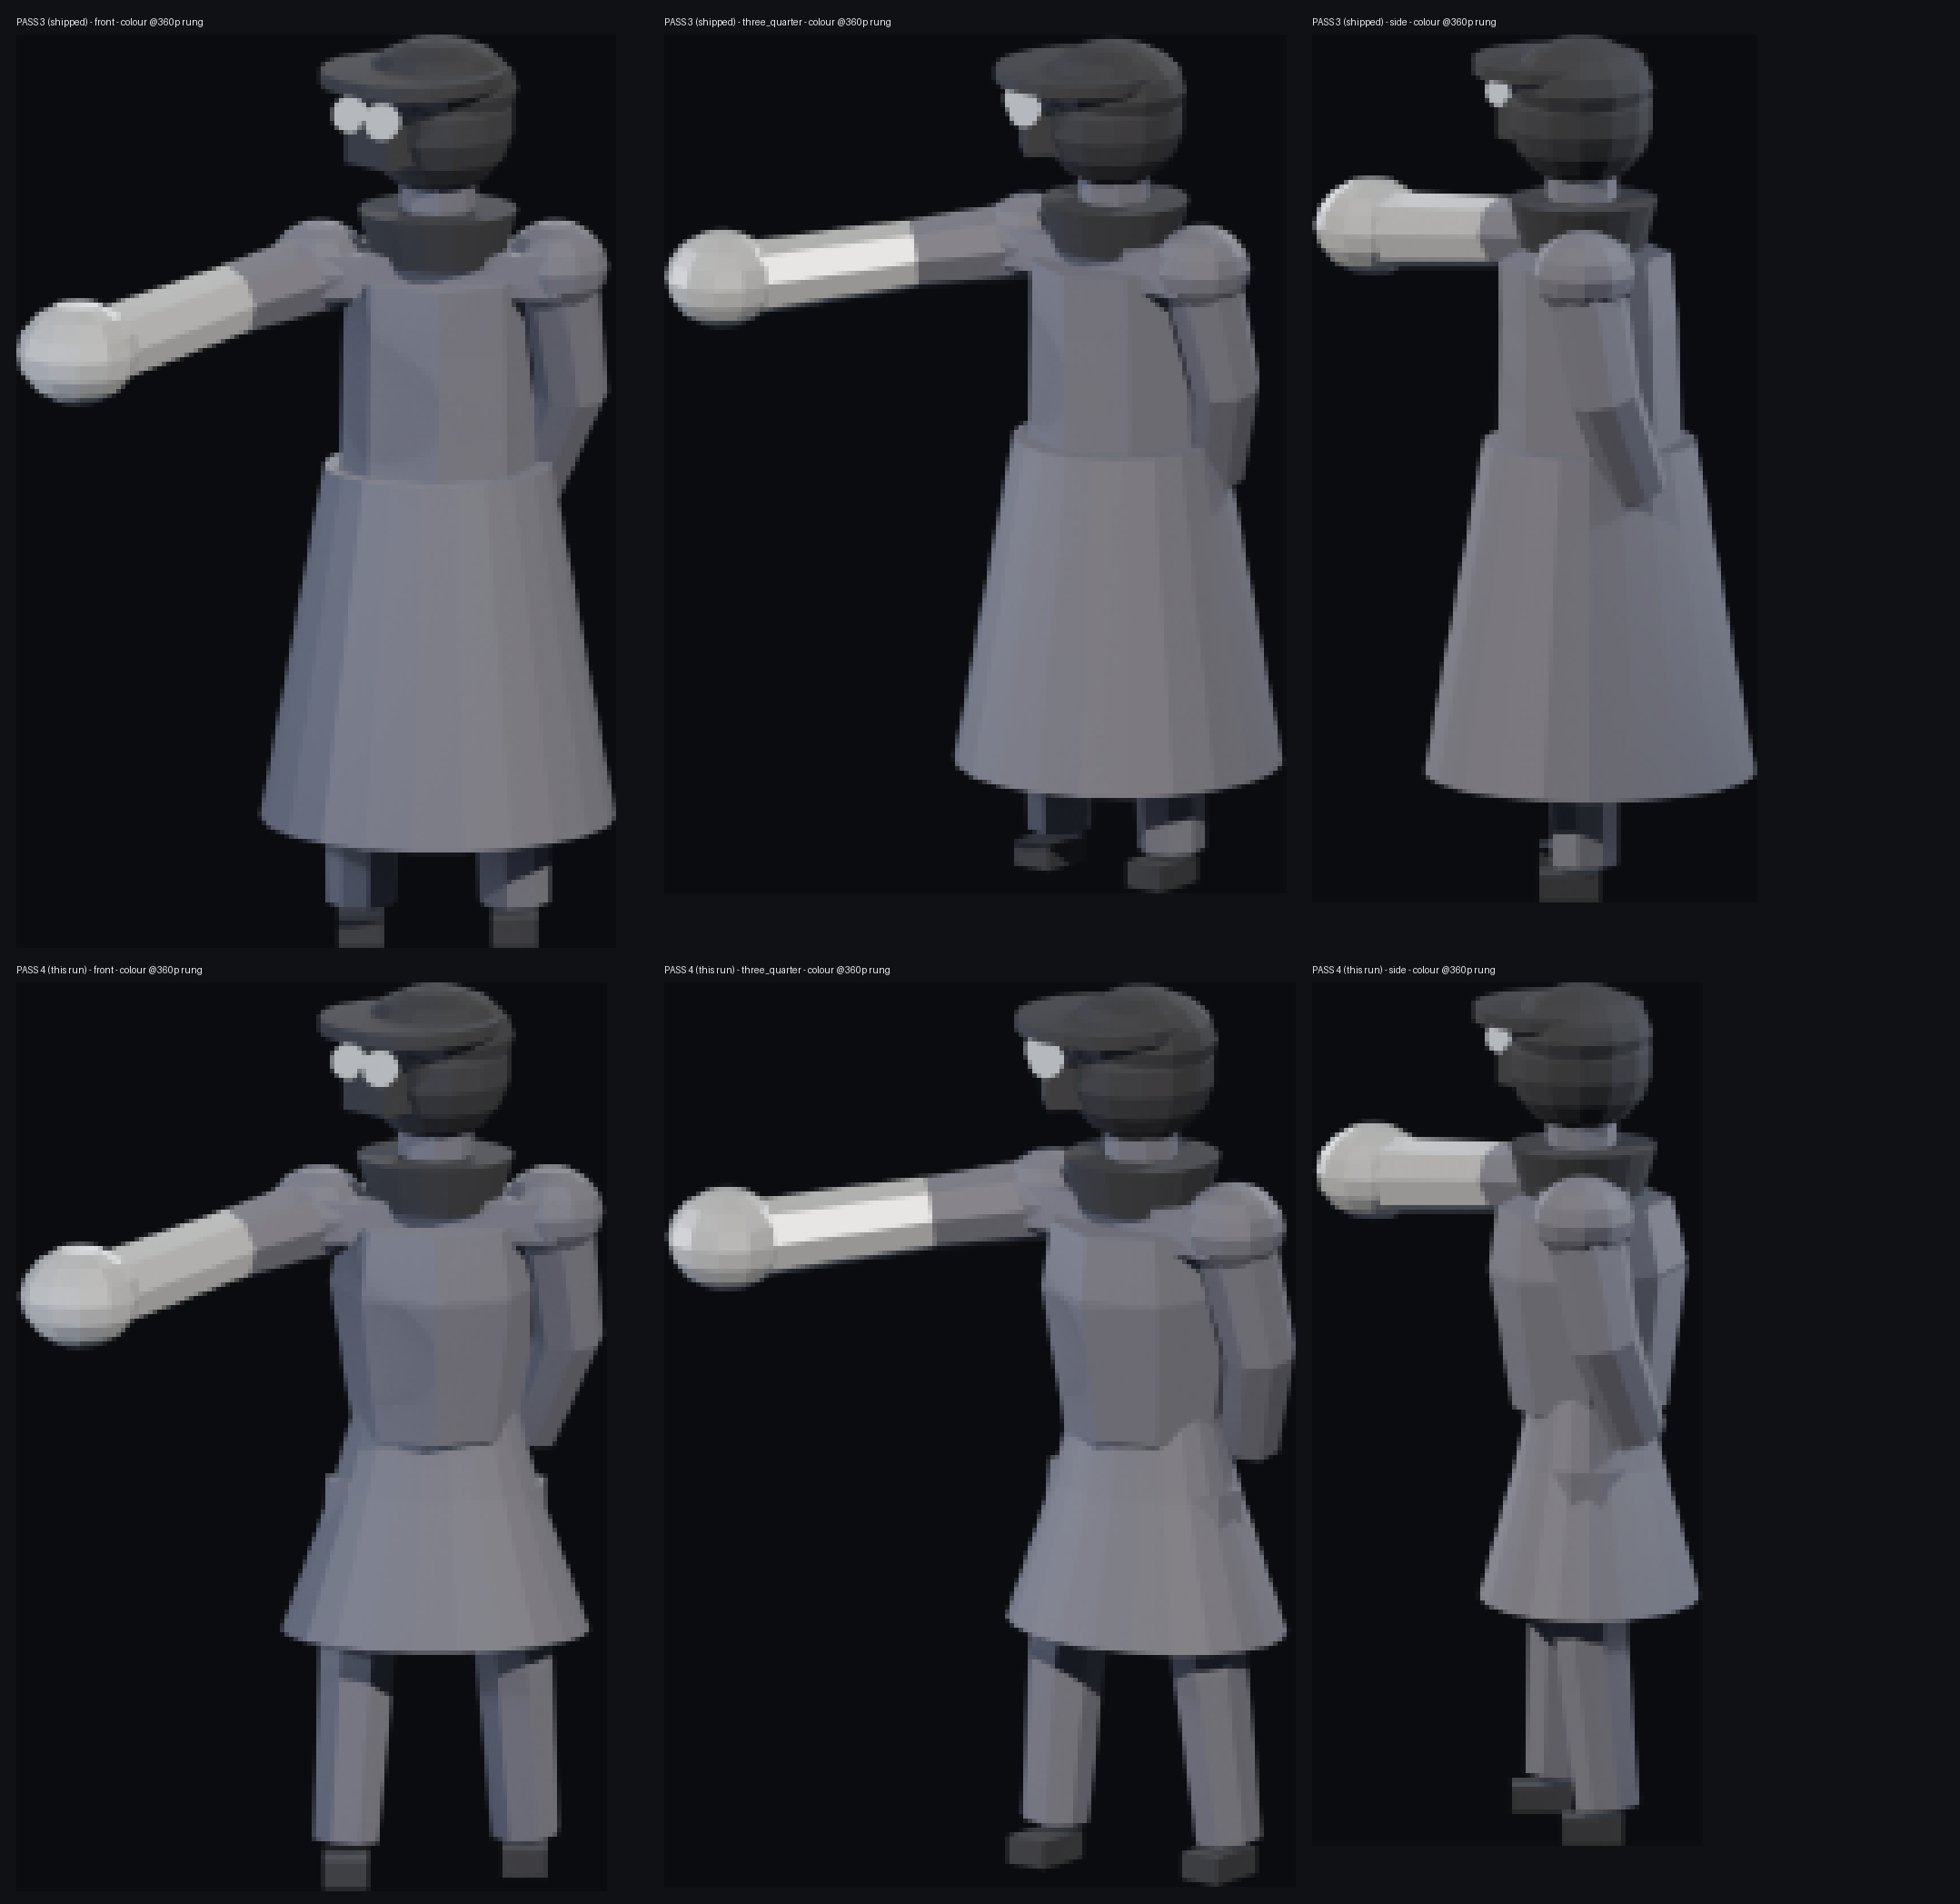 PASS 3 (shipped) - front - colour @360p rung
PASS 3 (shipped) - three_quarter - colour @360p rung
PASS 3 (shipped) - side - colour @360p rung
PASS 4 (this run) - front - colour @360p rung
PASS 4 (this run) - three_quarter - colour @360p rung
PASS 4 (this run) - side - colour @360p rung